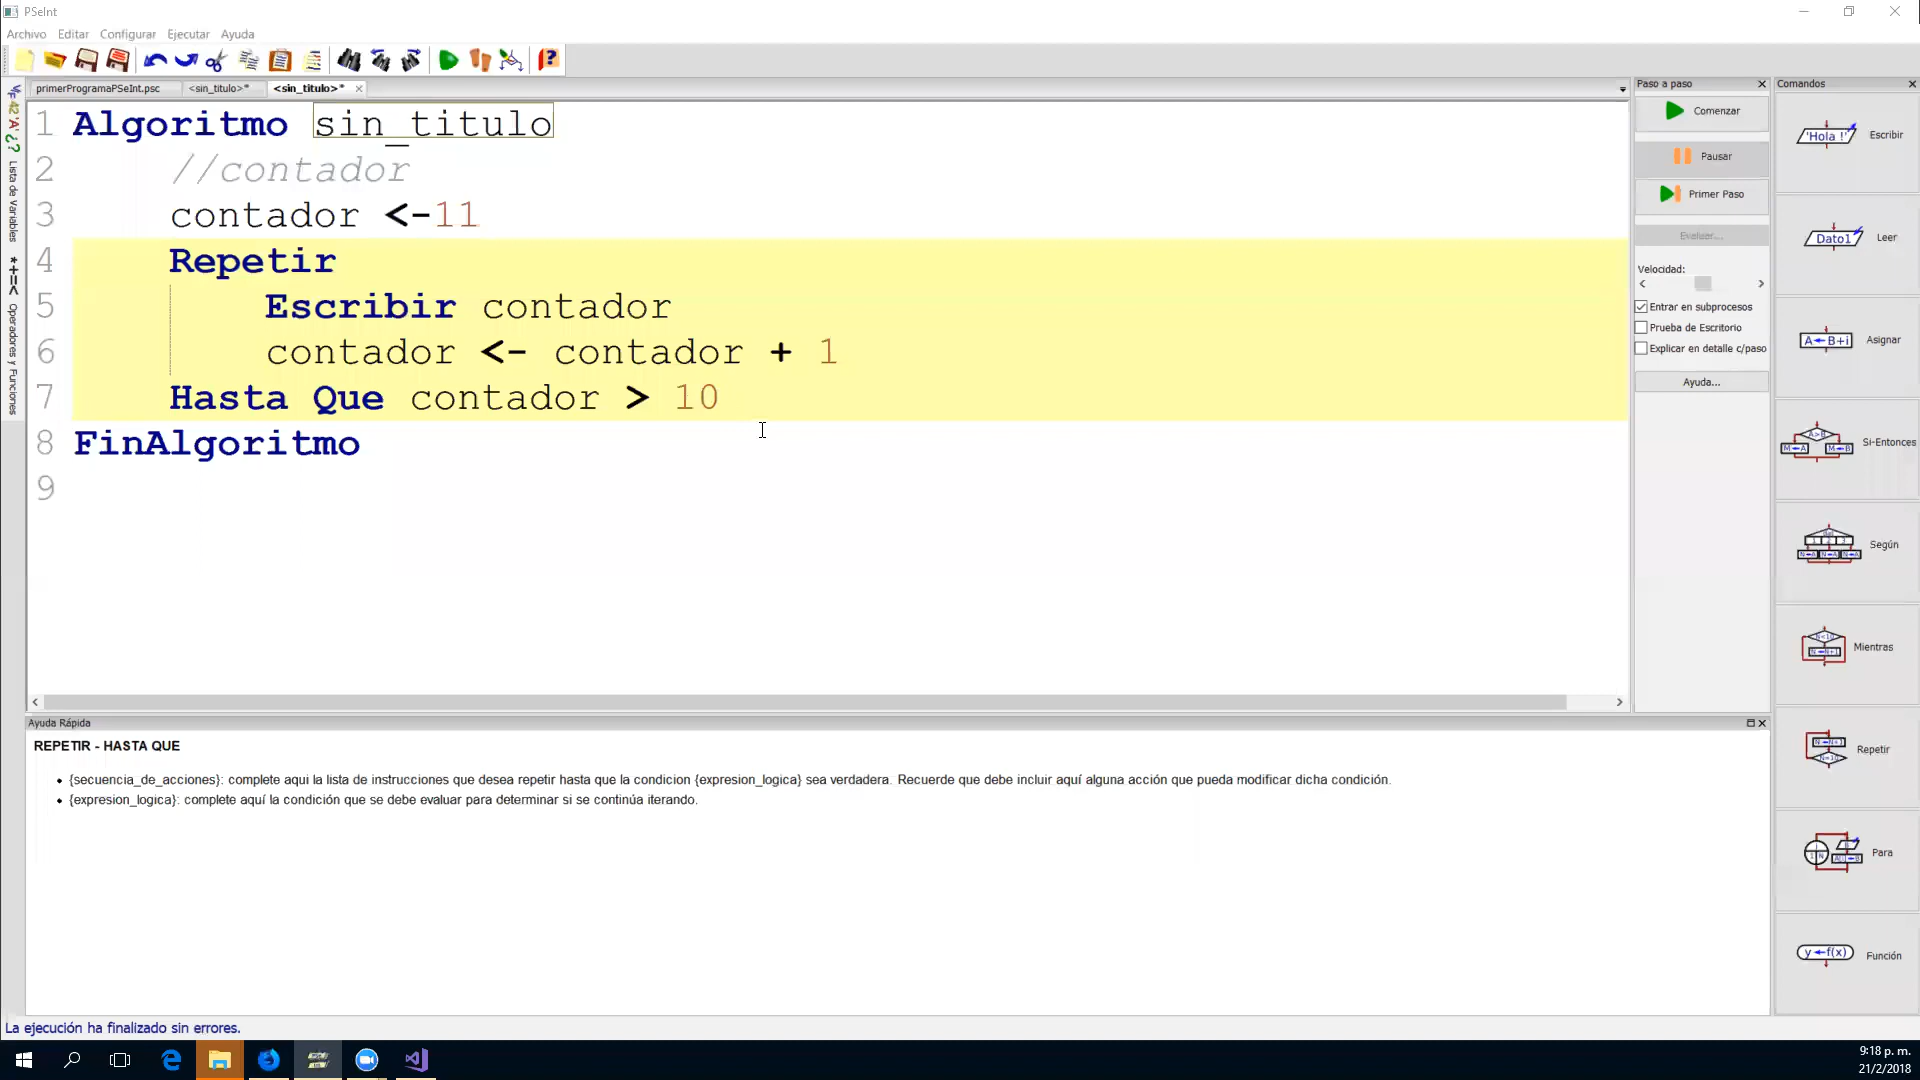 PSeInt
Archivo Editar Configurar Ejecutar Ayuda
primerProgramaPSeInt.psc <sin_titulo>* <sin_titulo>*
1 Algoritmo sin_titulo
2 //contador
3 contador <-11
4 Repetir
5 Escribir contador
6 contador <- contador + 1
7 Hasta Que contador > 10
8 FinAlgoritmo
9
Lista de Variables
Operadores y Funciones
Paso a paso
Comenzar
Pausar
Primer Paso
Evaluar...
Velocidad:
Entrar en subprocesos
Prueba de Escritorio
Explicar en detalle c/paso
Ayuda...
Comandos
'Hola !' Escribir
Dato1 Leer
A←B+i Asignar
A>B
M←A M←B Si-Entonces
Según
Mientras
Repetir
Para
y←f(x) Función
Ayuda Rápida
REPETIR - HASTA QUE
{secuencia_de_acciones}: complete aqui la lista de instrucciones que desea repetir hasta que la condicion {expresion_logica} sea verdadera. Recuerde que debe incluir aquí alguna acción que pueda modificar dicha condición.
{expresion_logica}: complete aquí la condición que se debe evaluar para determinar si se continúa iterando.
La ejecución ha finalizado sin errores.
9:18 p. m.
21/2/2018